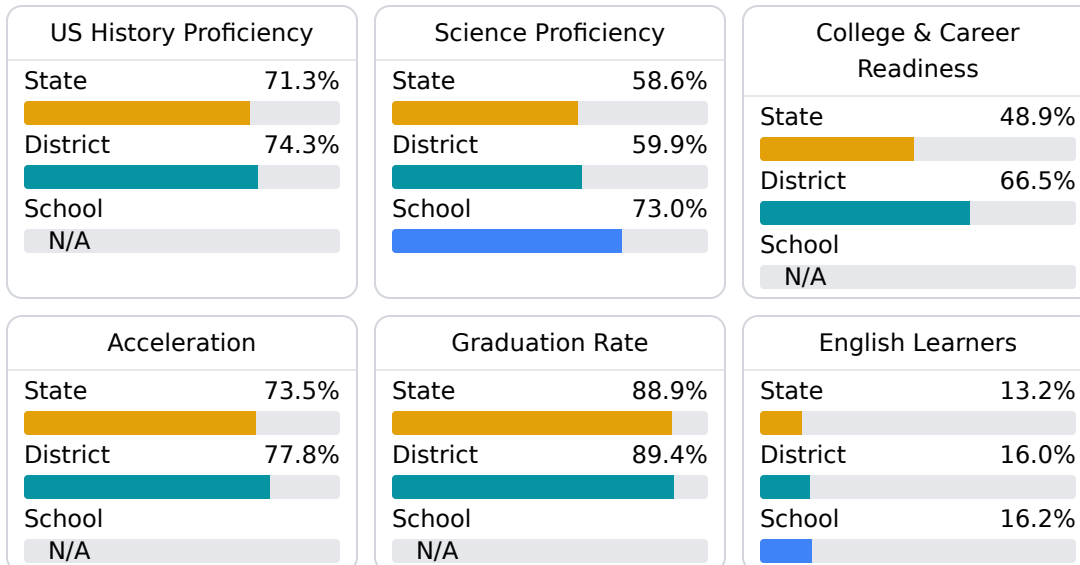 US History Proficiency
State 71.3%
District 74.3%
School
N/A
Science Proficiency
State 58.6%
District 59.9%
School 73.0%
College & Career
Readiness
State 48.9%
District 66.5%
School
N/A
Acceleration
State 73.5%
District 77.8%
School
N/A
Graduation Rate
State 88.9%
District 89.4%
School
N/A
English Learners
State 13.2%
District 16.0%
School 16.2%